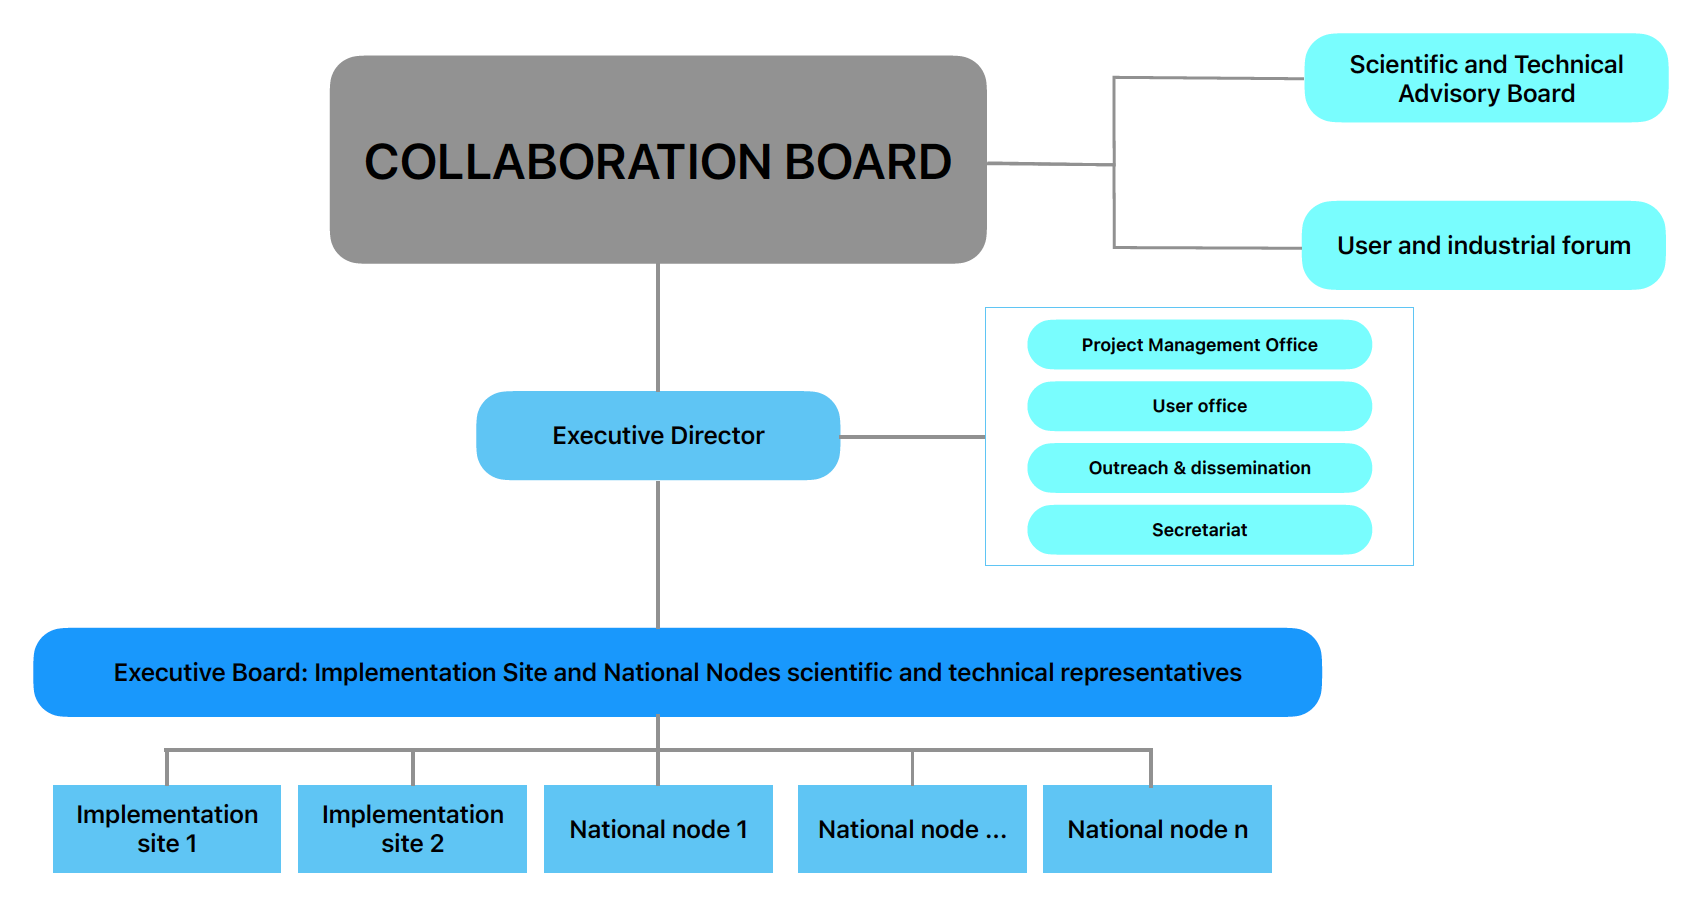 Scientific and Technical
Advisory Board
COLLABORATION BOARD
User and industrial forum
Project Management Office
User office
Executive Director
Outreach & dissemination
Secretariat
Executive Board: Implementation Site and National Nodes scientific and technical representatives
Implementation
site 1
Implementation
site 2
National node 1
National node ...
National node n